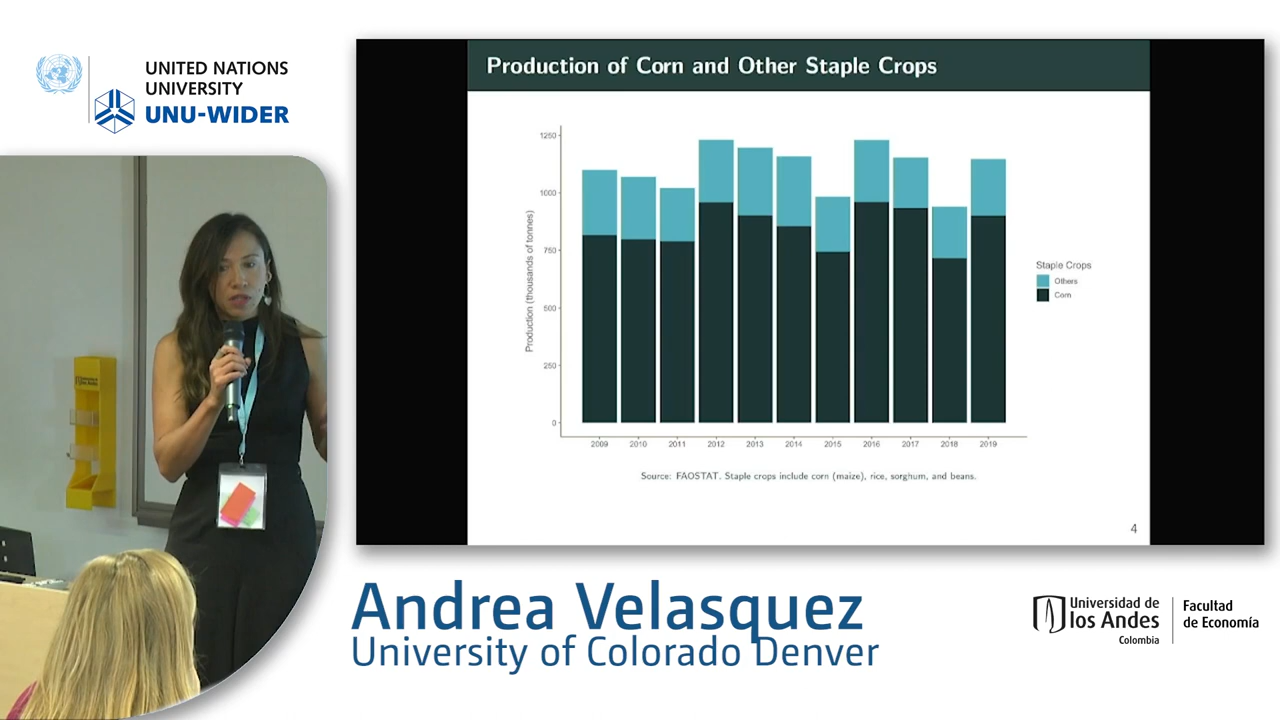 UNITED NATIONS
UNIVERSITY
UNU-WIDER
Production of Corn and Other Staple Crops
Production (thousands of tonnes)
1250
1000
750
500
250
0
2009 2010 2011 2012 2013 2014 2015 2016 2017 2018 2019
Staple Crops
Others
Corn
Source: FAOSTAT. Staple crops include corn (maize), rice, sorghum, and beans.
4
Andrea Velasquez
University of Colorado Denver
Universidad de
los Andes
Colombia
Facultad
de Economía